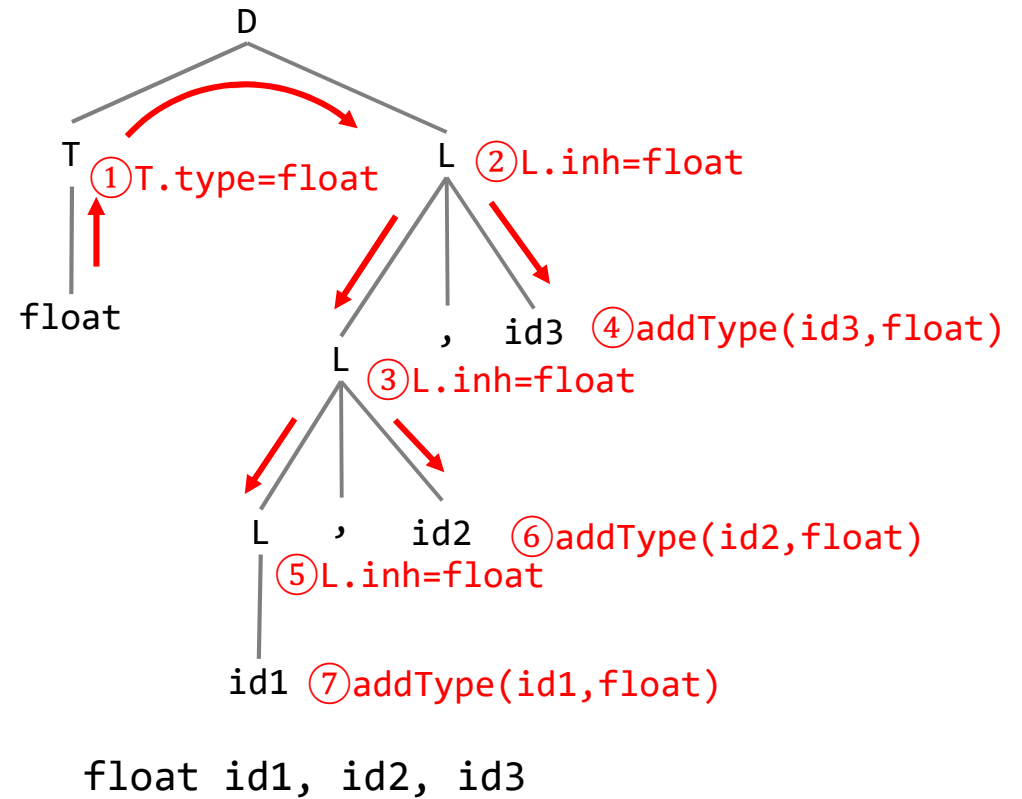 D
T
①T.type=float
L
②L.inh=float
float
L
③L.inh=float
,
id3
④addType(id3,float)
L
⑤L.inh=float
,
id2
⑥addType(id2,float)
id1
⑦addType(id1,float)
float id1, id2, id3